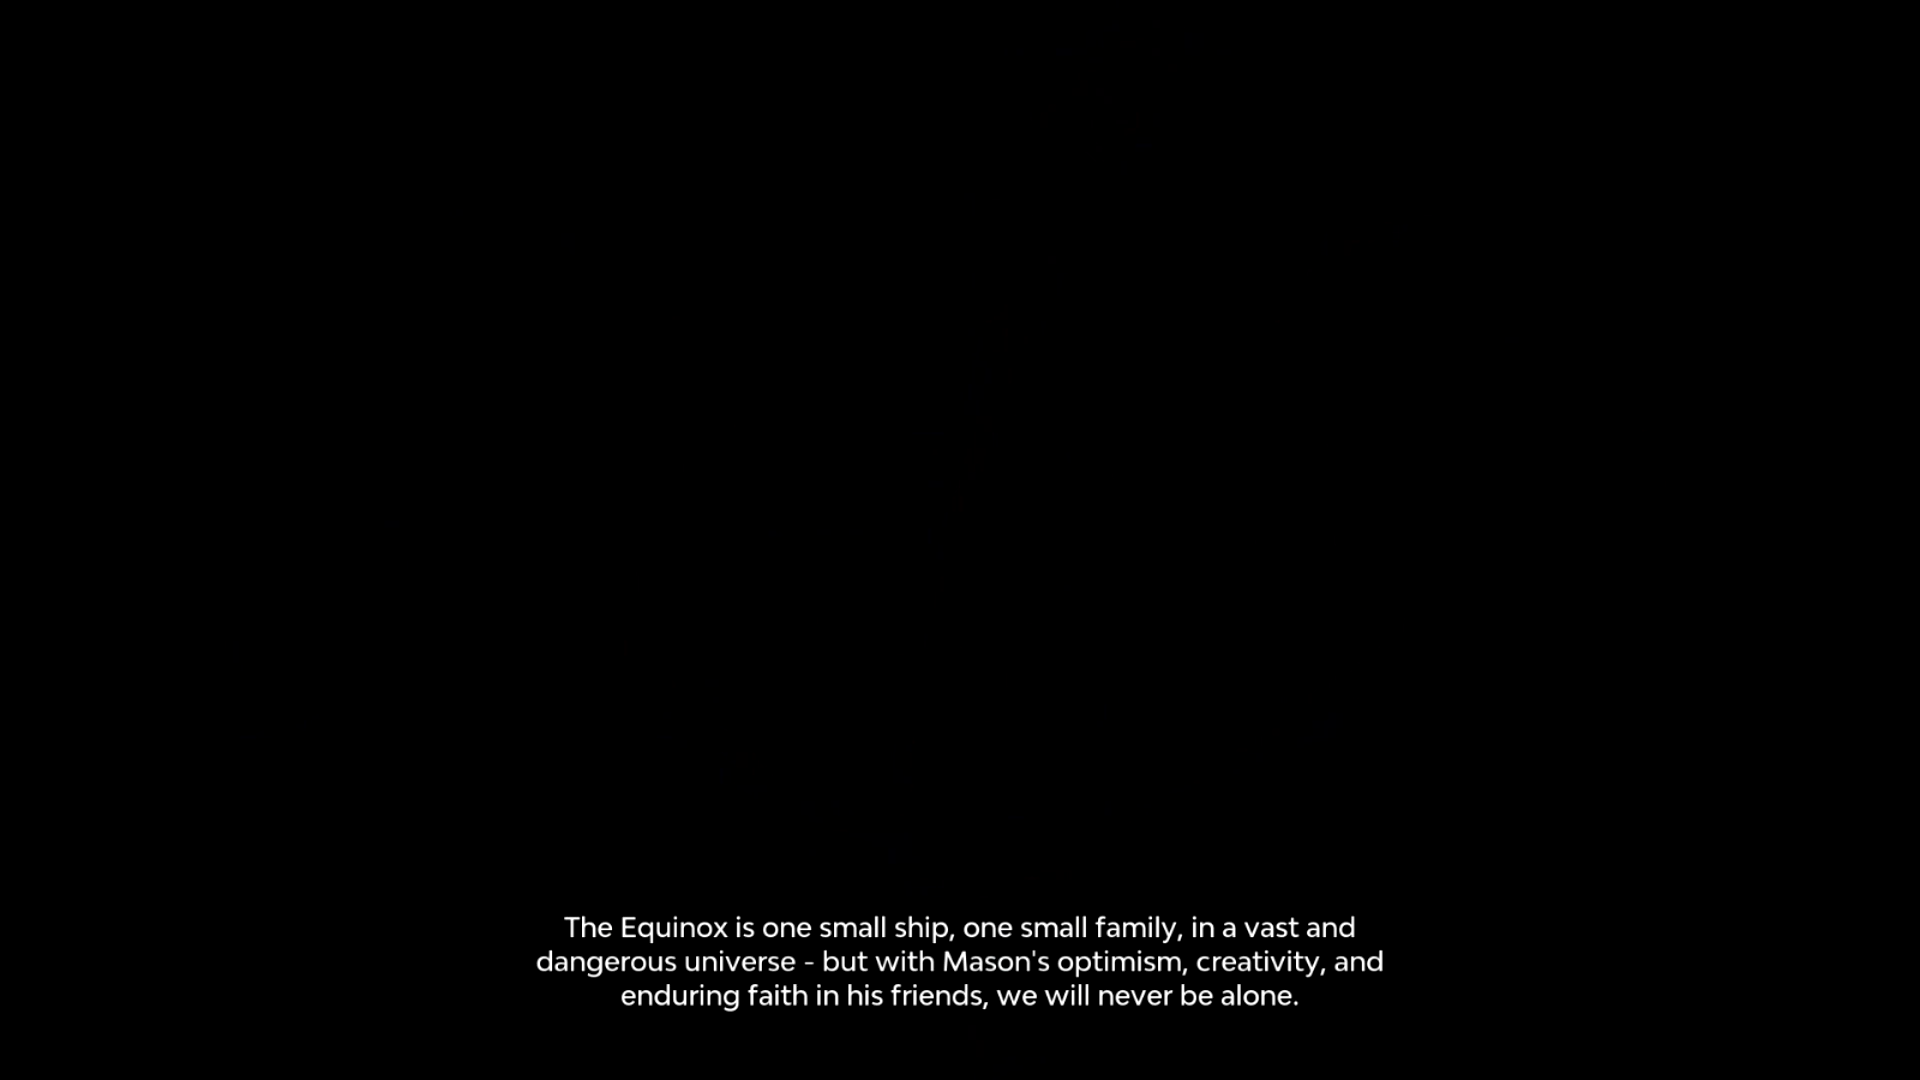 The Equinox is one small ship, one small family, in a vast and
dangerous universe - but with Mason's optimism, creativity, and
enduring faith in his friends, we will never be alone.